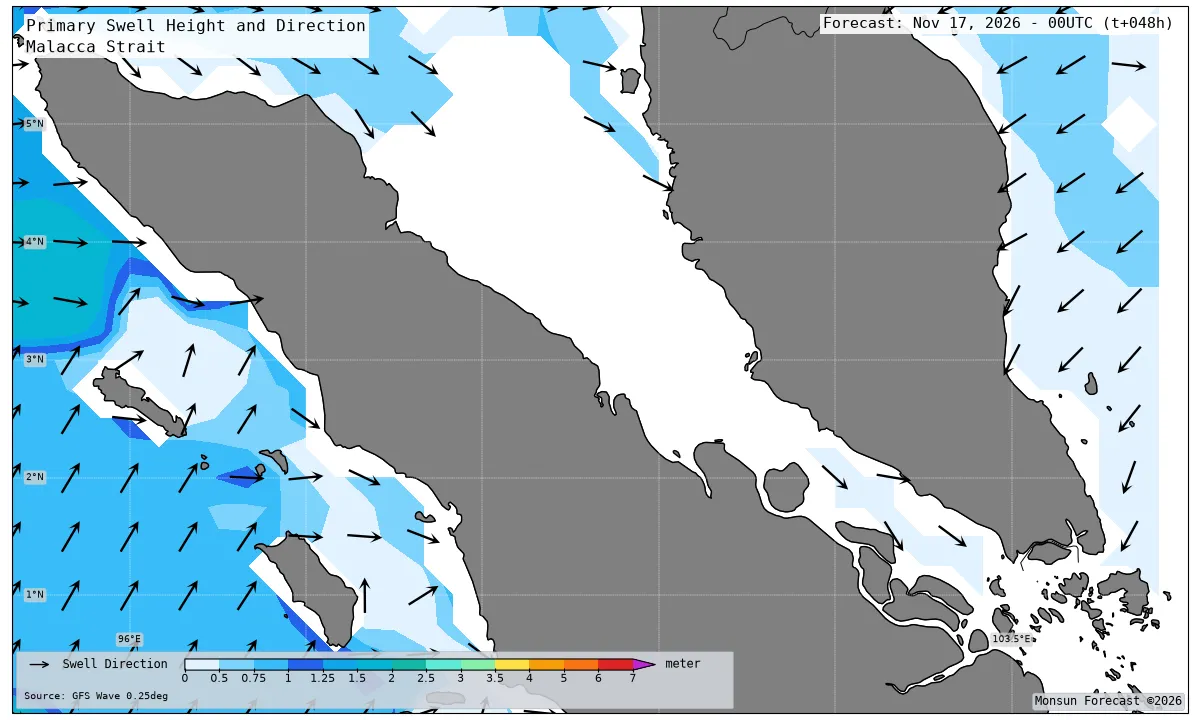 Primary Swell Height and Direction
Malacca Strait
Forecast: Nov 17, 2026 - 00UTC (t+048h)
5°N
4°N
3°N
2°N
1°N
96°E
103.5°E
Swell Direction
0 0.5 0.75 1 1.25 1.5 2 2.5 3 3.5 4 5 6 7
meter
Source: GFS Wave 0.25deg
Monsun Forecast ©2026